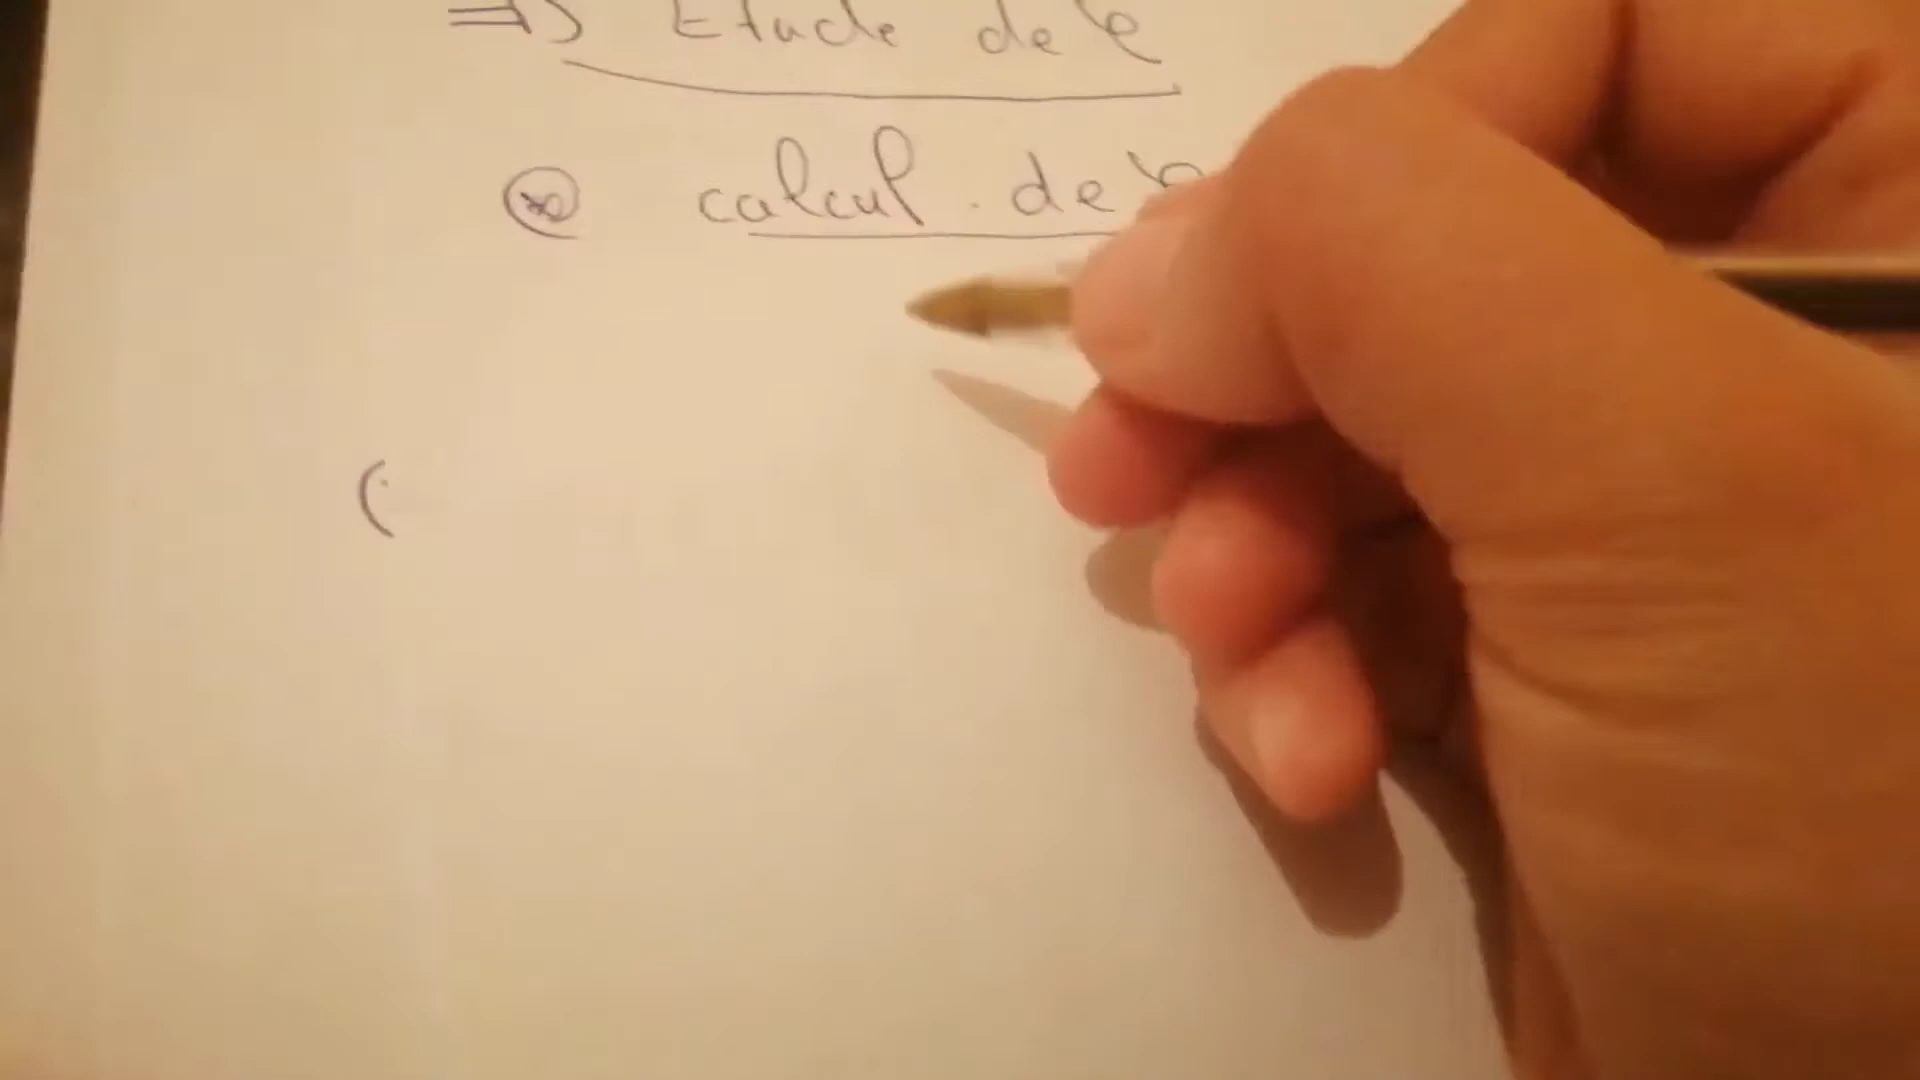 => Etude de φ
calcul de φ
(